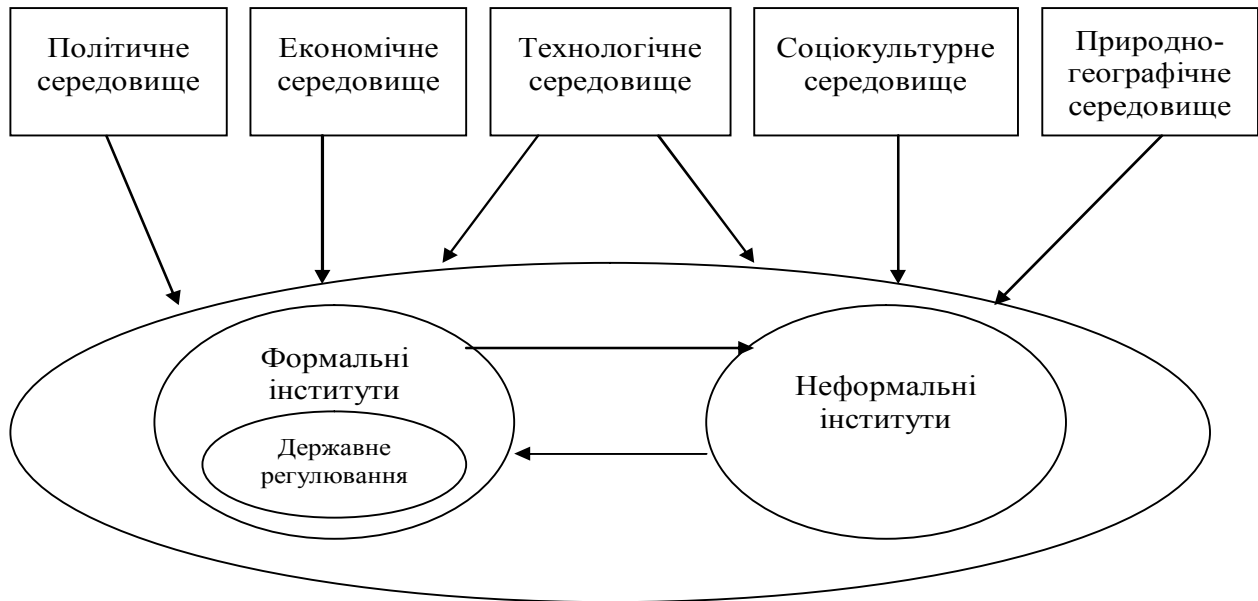 Політичне
середовище
Економічне
середовище
Технологічне
середовище
Соціокультурне
середовище
Природно-
географічне
середовище
Формальні
інститути
Державне
регулювання
Неформальні
інститути